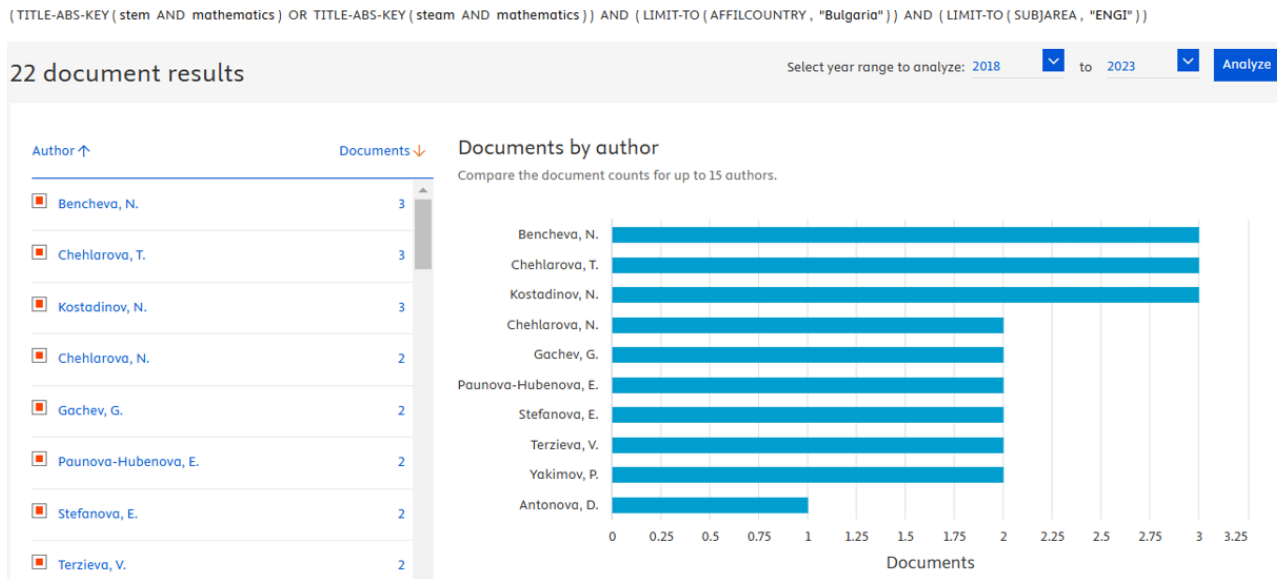 ( TITLE-ABS-KEY ( stem AND mathematics ) OR TITLE-ABS-KEY ( steam AND mathematics ) ) AND ( LIMIT-TO ( AFFILCOUNTRY , "Bulgaria" ) ) AND ( LIMIT-TO ( SUBJAREA , "ENGI" ) )
22 document results
Select year range to analyze: 2018 to 2023 Analyze
Author Documents
Bencheva, N. 3
Chehlarova, T. 3
Kostadinov, N. 3
Chehlarova, N. 2
Gachev, G. 2
Paunova-Hubenova, E. 2
Stefanova, E. 2
Terzieva, V. 2
Documents by author
Compare the document counts for up to 15 authors.
Bencheva, N.
Chehlarova, T.
Kostadinov, N.
Chehlarova, N.
Gachev, G.
Paunova-Hubenova, E.
Stefanova, E.
Terzieva, V.
Yakimov, P.
Antonova, D.
0 0.25 0.5 0.75 1 1.25 1.5 1.75 2 2.25 2.5 2.75 3 3.25
Documents